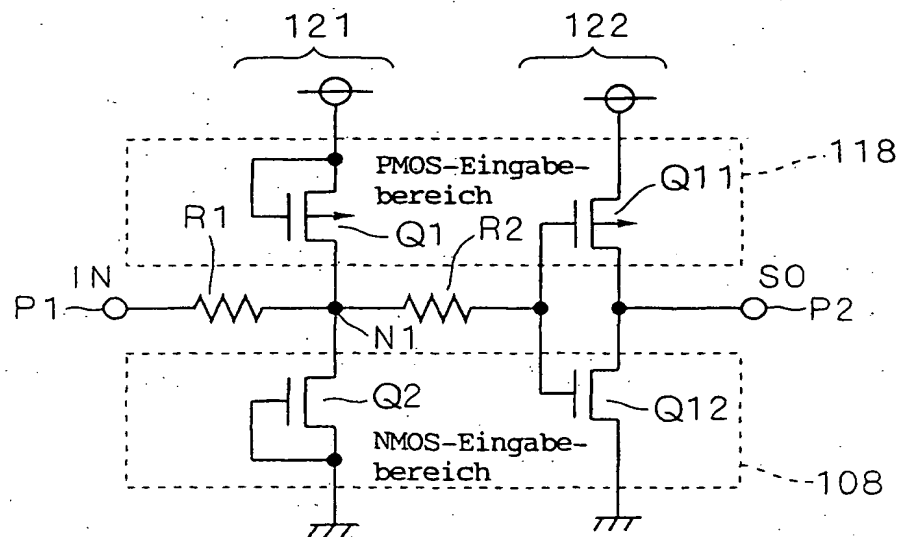 121
122
PMOS-Eingabe-
bereich
118
Q11
R1
Q1
R2
IN
SO
P1
P2
N1
Q2
Q12
NMOS-Eingabe-
bereich
108